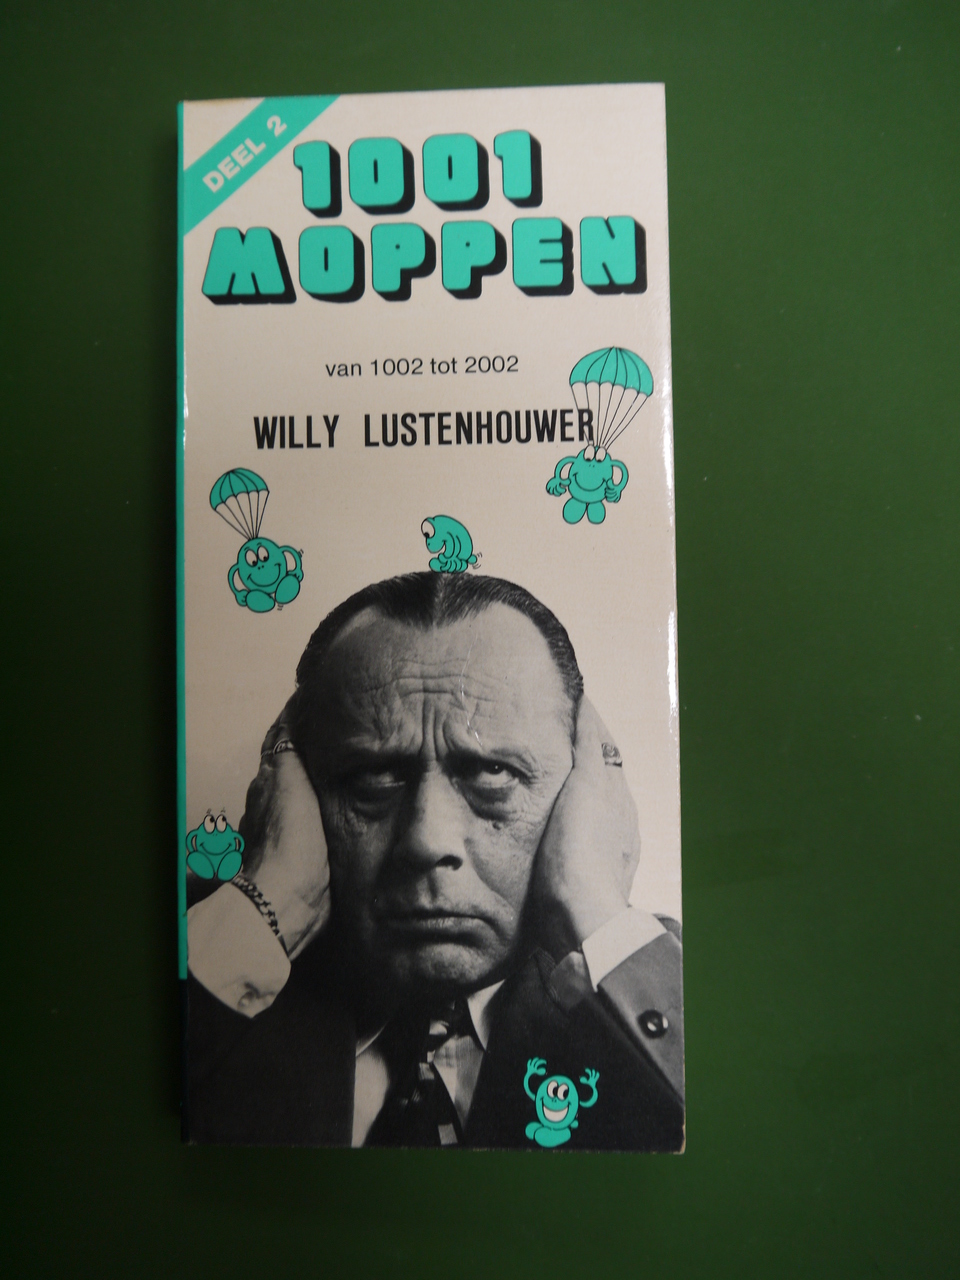 DEEL 2
1001
MOPPEN
van 1002 tot 2002
WILLY LUSTENHOUWER